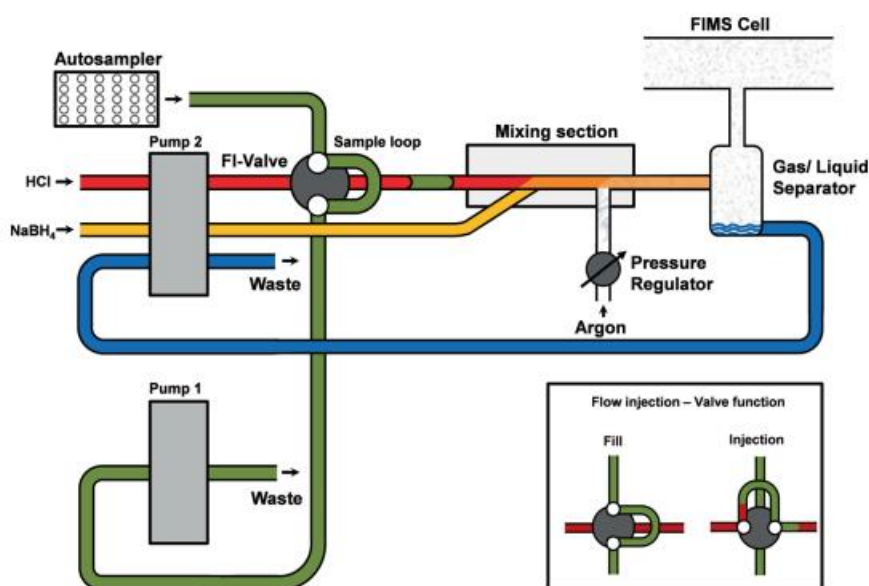 FIMS Cell
Autosampler
Pump 2
FI-Valve
Sample loop
Mixing section
HCl
Gas/ Liquid
Separator
NaBH₄
Waste
Pressure
Regulator
Argon
Pump 1
Waste
Flow injection – Valve function
Fill
Injection